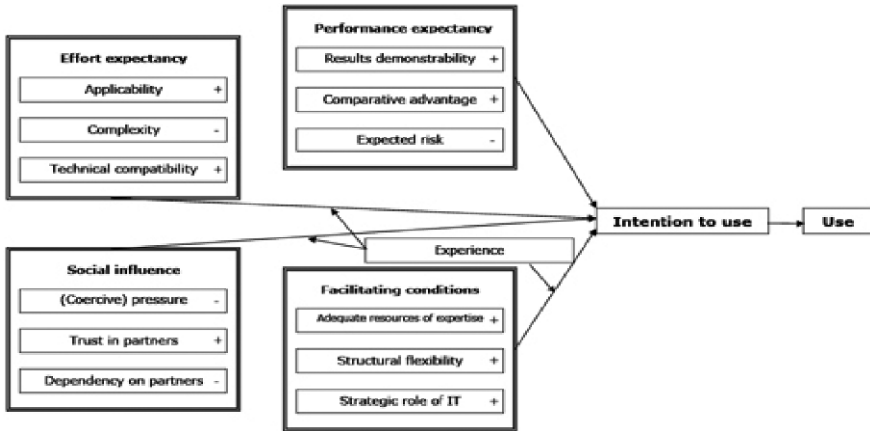 Effort expectancy
Applicability +
Complexity -
Technical compatibility +
Performance expectancy
Results demonstrability +
Comparative advantage +
Expected risk -
Intention to use
Use
Experience
Social influence
(Coercive) pressure -
Trust in partners +
Dependency on partners -
Facilitating conditions
Adequate resources of expertise +
Structural flexibility +
Strategic role of IT +